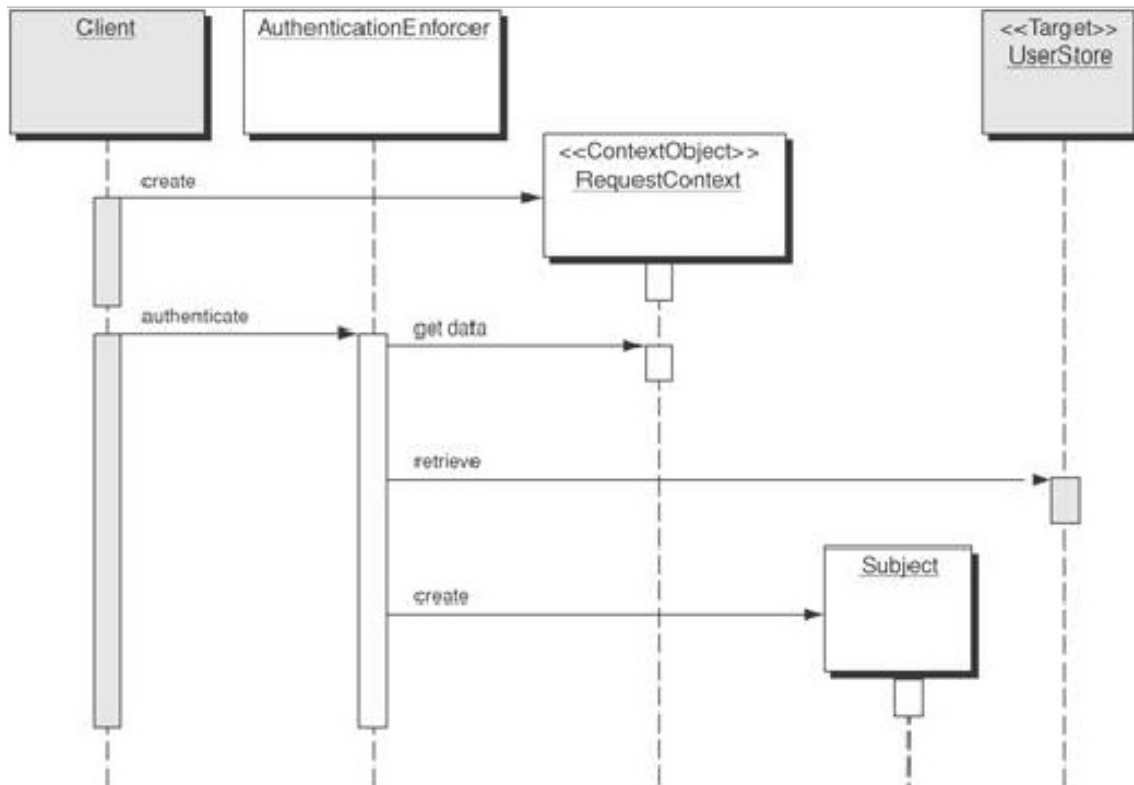 Client
AuthenticationEnforcer
<<Target>>
UserStore
<<ContextObject>>
RequestContext
create
authenticate
get data
retrieve
Subject
create